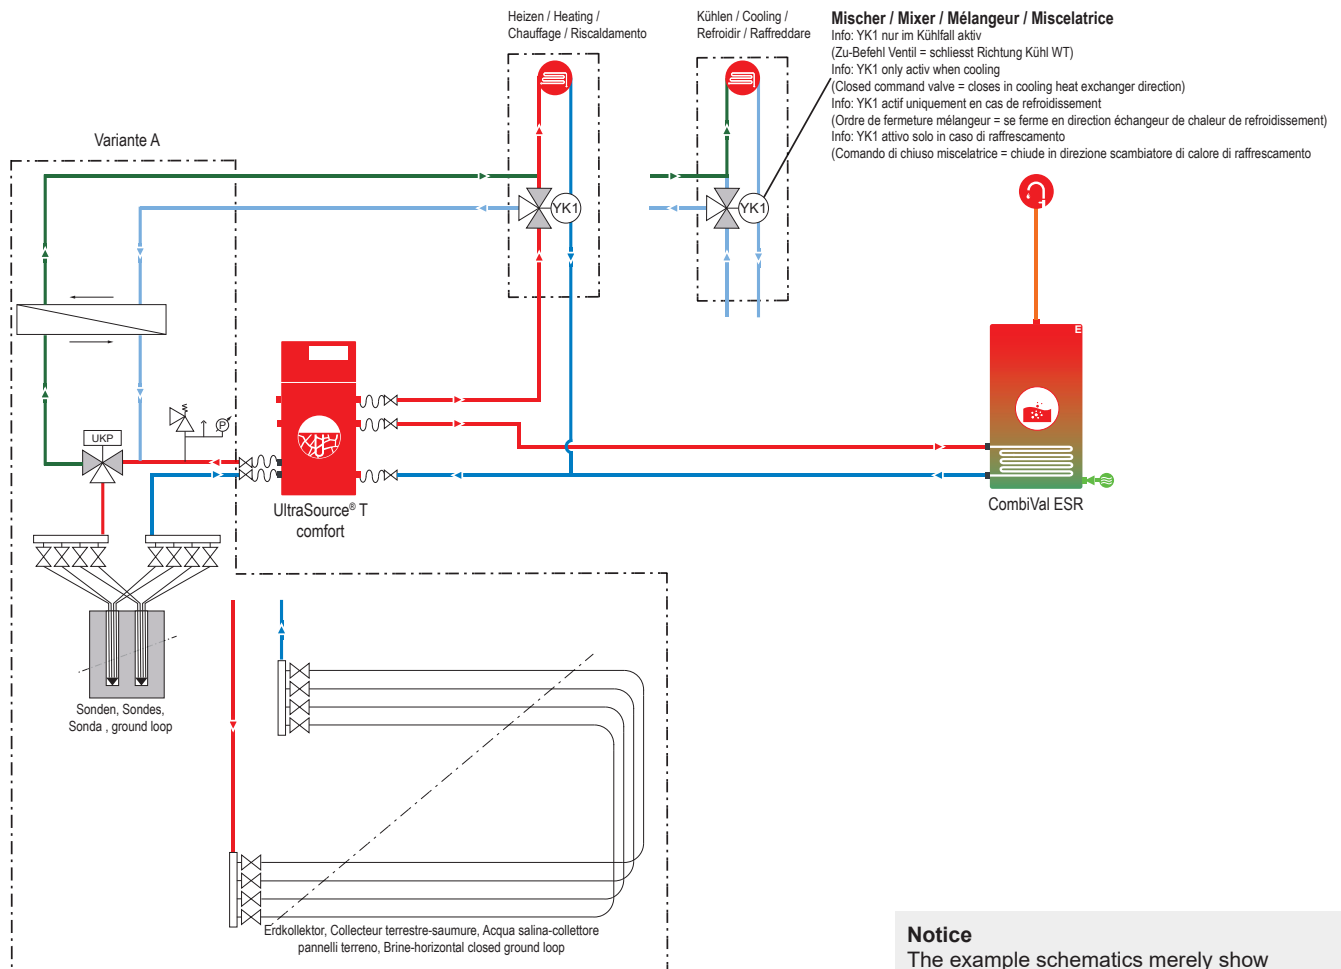 Heizen / Heating /
Chauffage / Riscaldamento
Kühlen / Cooling /
Refroidir / Raffreddare
Mischer / Mixer / Mélangeur / Miscelatrice
Info: YK1 nur im Kühlfall aktiv
(Zu-Befehl Ventil = schliesst Richtung Kühl WT)
Info: YK1 only activ when cooling
(Closed command valve = closes in cooling heat exchanger direction)
Info: YK1 actif uniquement en cas de refroidissement
(Ordre de fermeture mélangeur = se ferme en direction échangeur de chaleur de refroidissement)
Info: YK1 attivo solo in caso di raffrescamento
(Comando di chiuso miscelatrice = chiude in direzione scambiatore di calore di raffrescamento
Variante A
YK1
YK1
E
P
UKP
UltraSource® T
comfort
CombiVal ESR
Sonden, Sondes,
Sonda , ground loop
Erdkollektor, Collecteur terrestre-saumure, Acqua salina-collettore
pannelli terreno, Brine-horizontal closed ground loop
Notice
The example schematics merely show